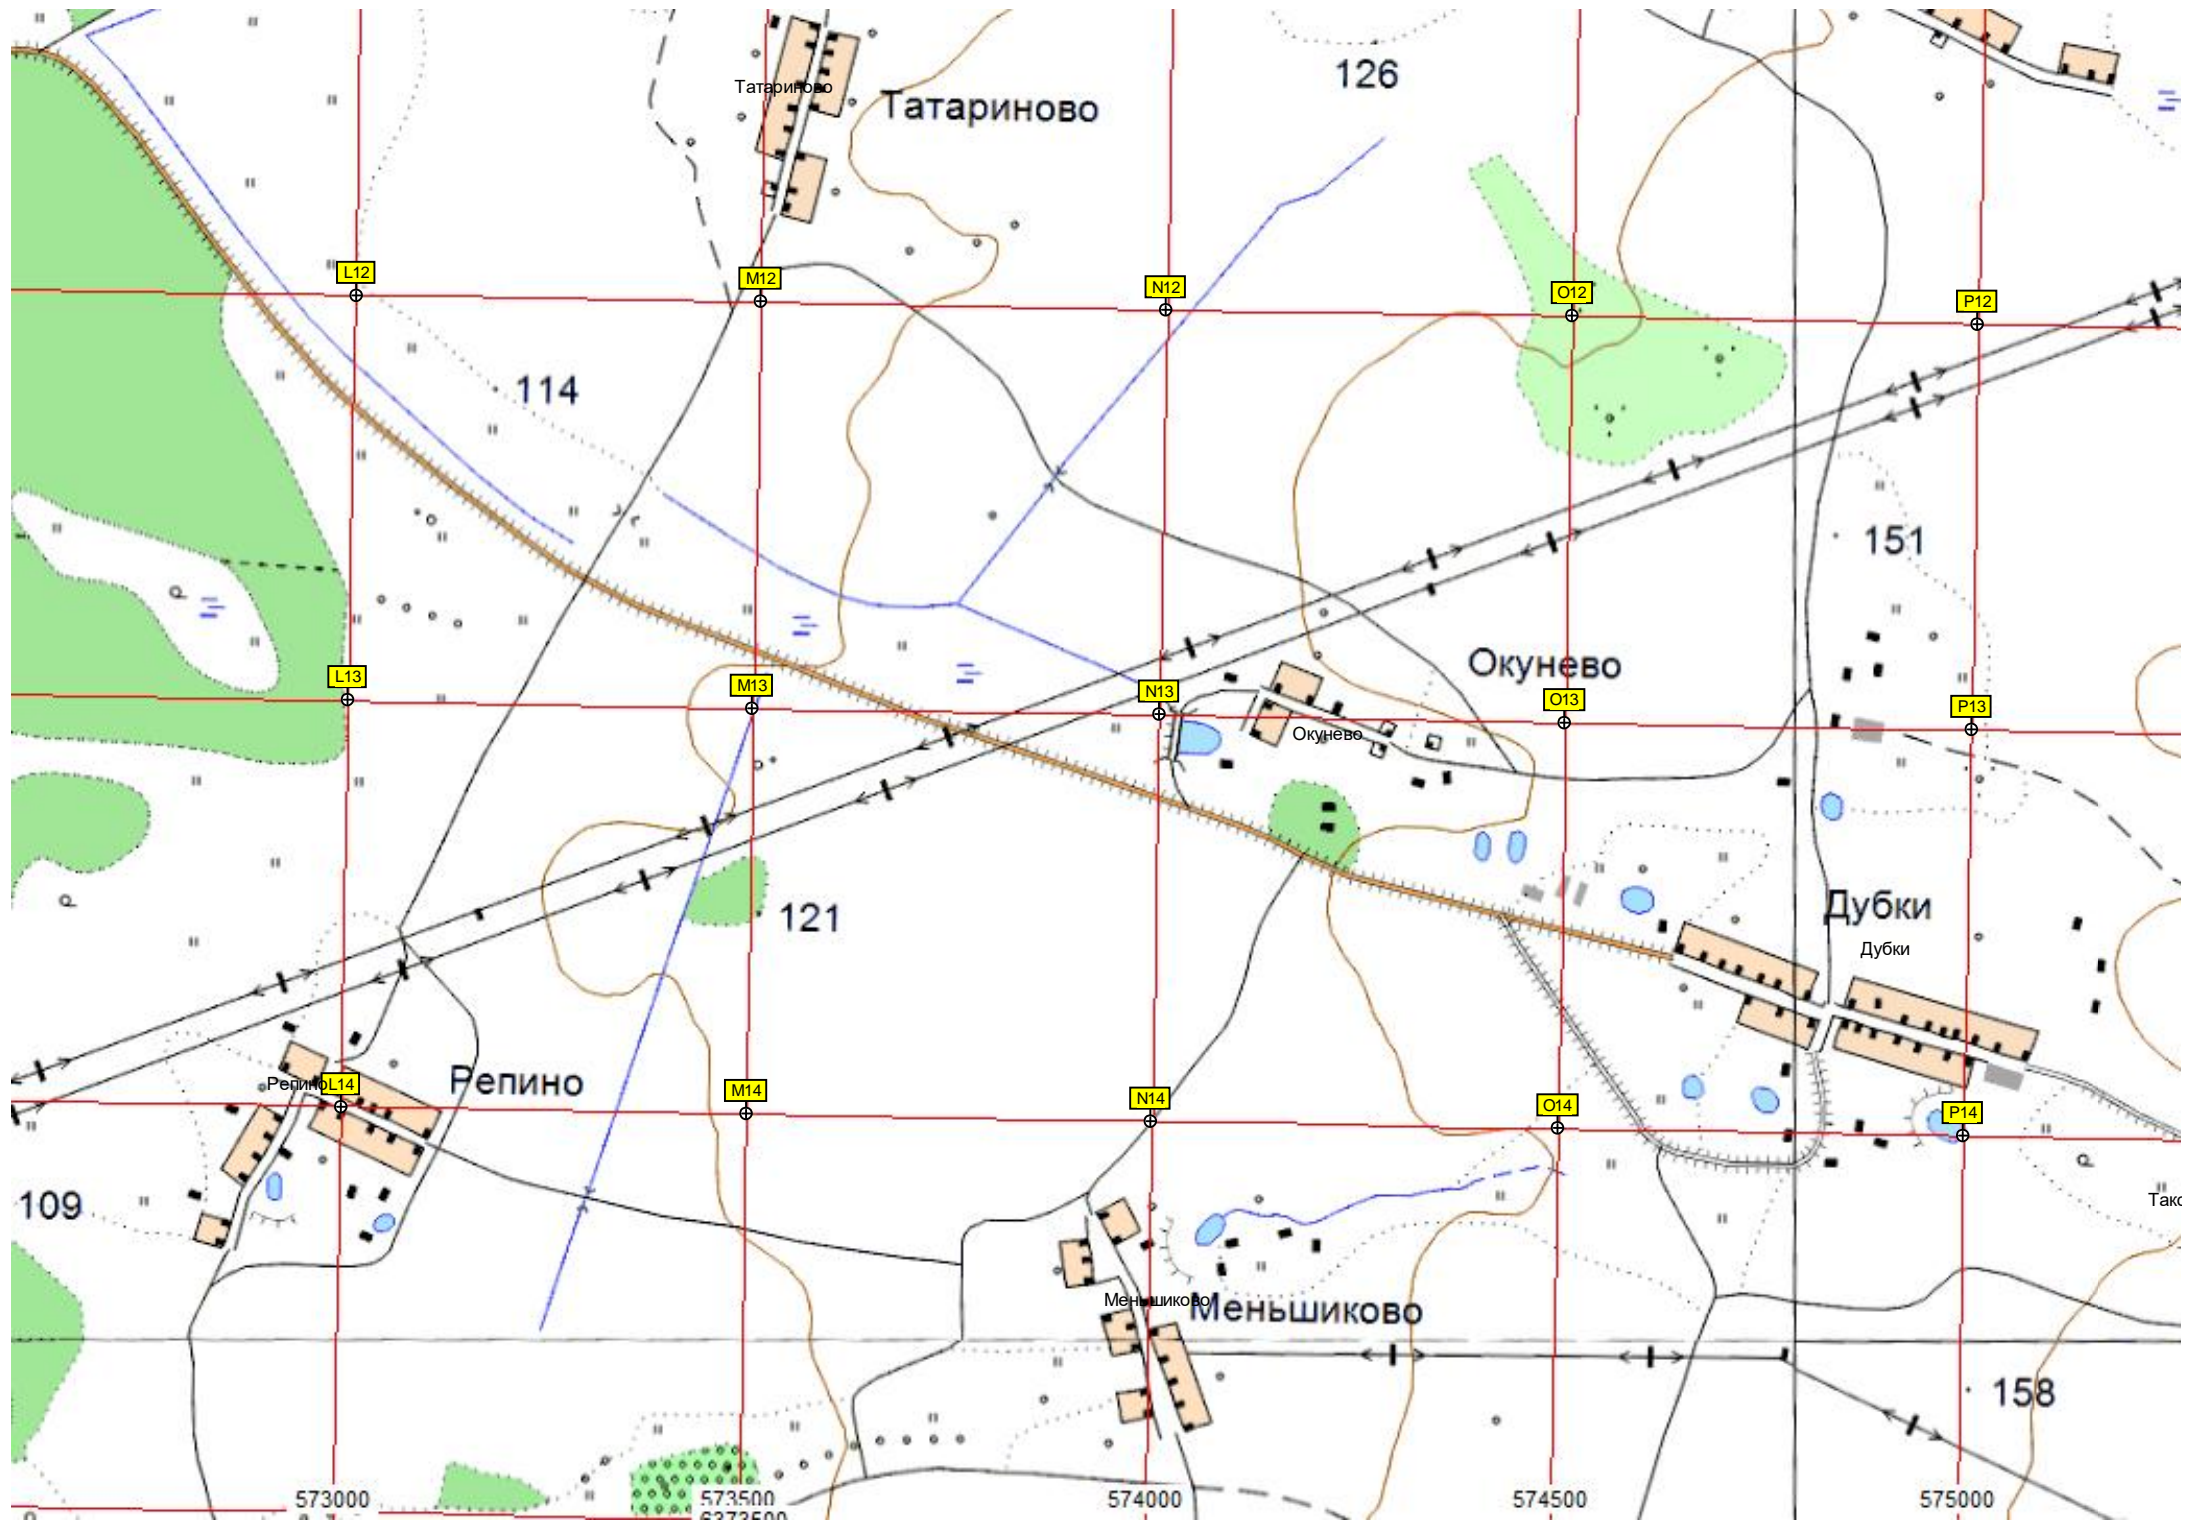 126
Татариново
Татариново
L12
M12
N12
O12
P12
114
151
Окунево
L13
M13
N13
O13
P13
Окунево
121
Дубки
Дубки
Репино
Репино
L14
M14
N14
O14
P14
109
Меньшиково
Меньшиково
158
573000
573500
574000
574500
575000
6373500